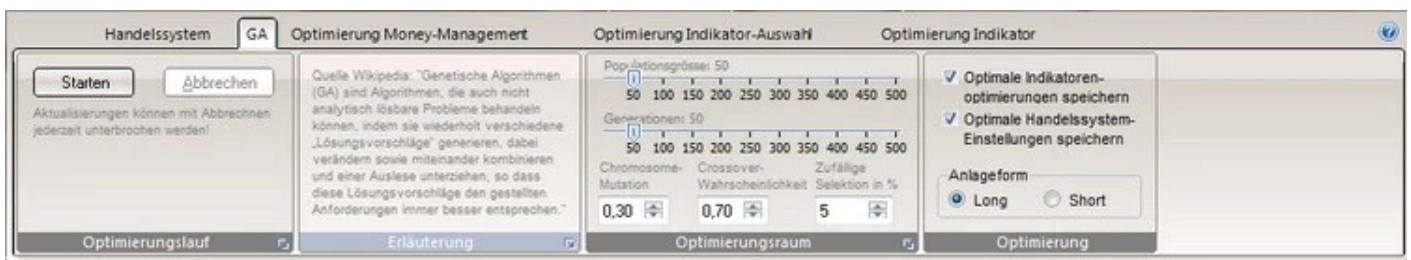 Handelssystem GA Optimierung Money-Management Optimierung Indikator-Auswahl Optimierung Indikator
Starten Abbrechen
Aktualisierungen können mit Abbrechnen
jederzeit unterbrochen werden!
Optimierungslauf
Quelle Wikipedia: "Genetische Algorithmen
(GA) sind Algorithmen, die auch nicht
analytisch lösbare Probleme behandeln
können, indem sie wiederholt verschiedene
„Lösungsvorschläge" generieren, dabei
verändern sowie miteinander kombinieren
und einer Auslese unterziehen, so dass
diese Lösungsvorschläge den gestellten
Anforderungen immer besser entsprechen."
Erläuterung
Populationsgrösse: 50
50 100 150 200 250 300 350 400 450 500
Generationen: 50
50 100 150 200 250 300 350 400 450 500
Chromosome-
Mutation
Crossover-
Wahrscheinlichkeit
Zufällige
Selektion in %
0,30 0,70 5
Optimierungsraum
Optimale Indikatoren-
optimierungen speichern
Optimale Handelssystem-
Einstellungen speichern
Anlageform
Long Short
Optimierung